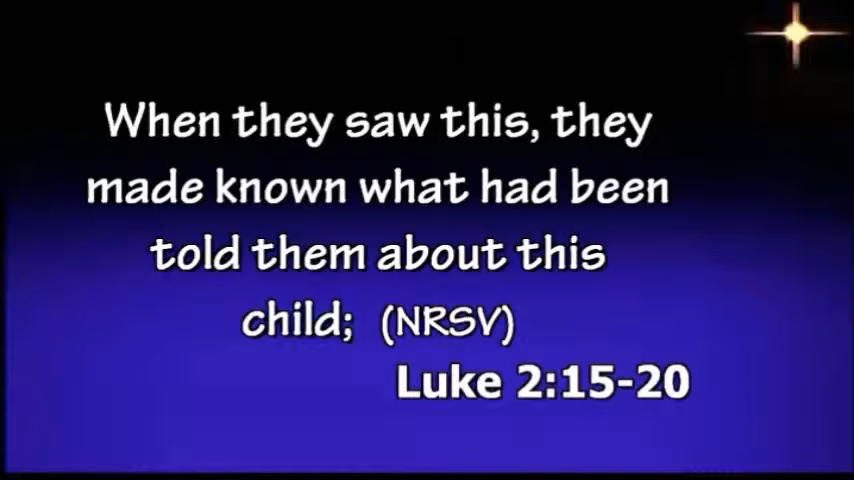 When they saw this, they
made known what had been
told them about this
child; (NRSV)
Luke 2:15-20